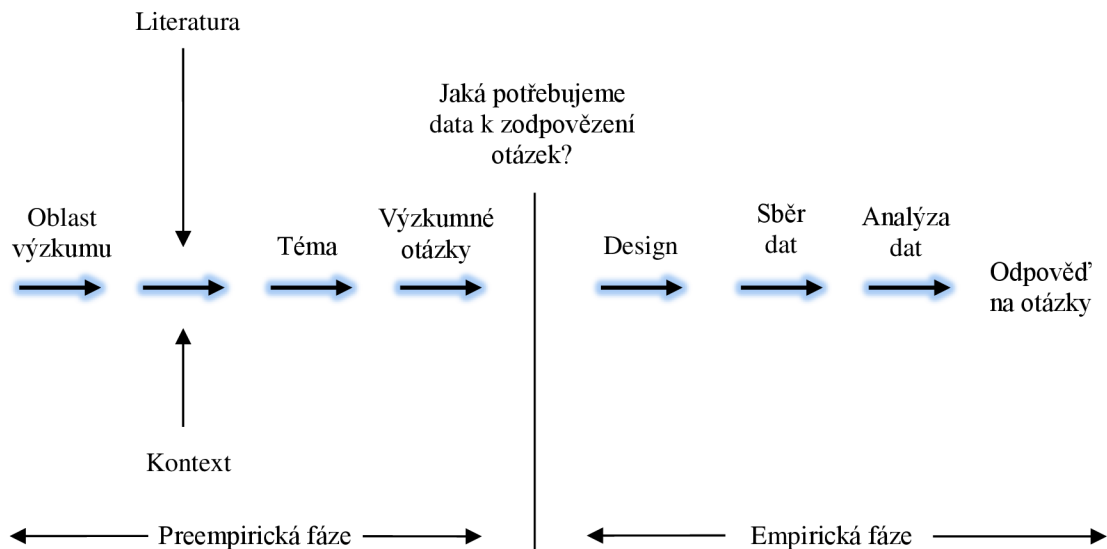 Literatura
Jaká potřebujeme
data k zodpovězení
otázek?
Oblast
výzkumu
Téma
Výzkumné
otázky
Design
Sběr
dat
Analýza
dat
Odpověď
na otázky
Kontext
Preempirická fáze
Empirická fáze